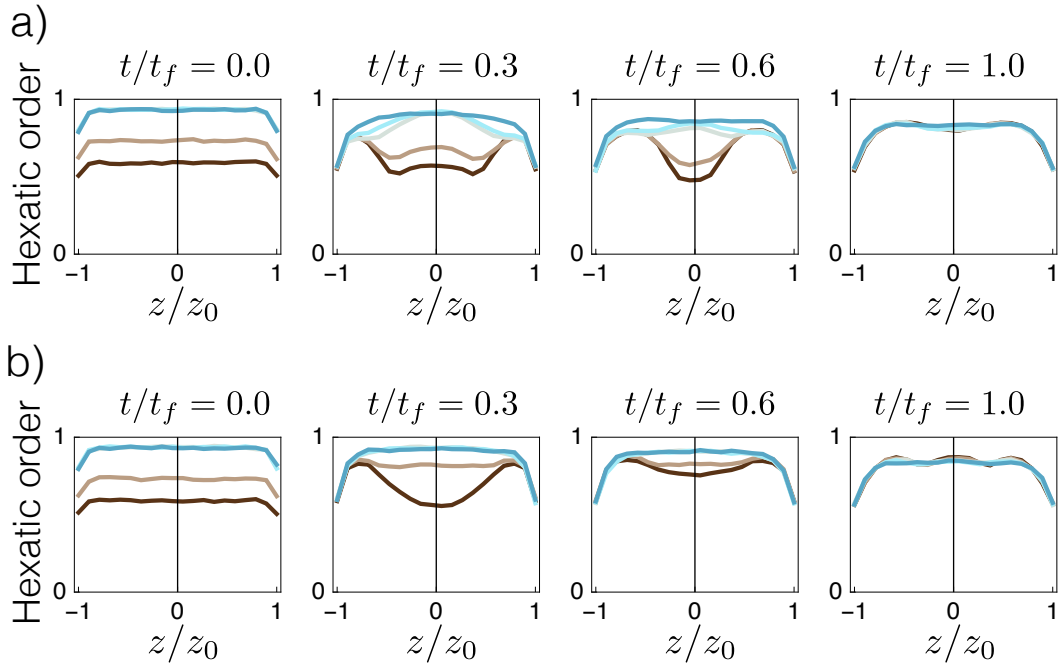 a)
t/t_f = 0.0
t/t_f = 0.3
t/t_f = 0.6
t/t_f = 1.0
Hexatic order
1
0
−1 0 1
z/z_0
1
0
−1 0 1
z/z_0
1
0
−1 0 1
z/z_0
1
0
−1 0 1
z/z_0
b)
t/t_f = 0.0
t/t_f = 0.3
t/t_f = 0.6
t/t_f = 1.0
Hexatic order
1
0
−1 0 1
z/z_0
1
0
−1 0 1
z/z_0
1
0
−1 0 1
z/z_0
1
0
−1 0 1
z/z_0